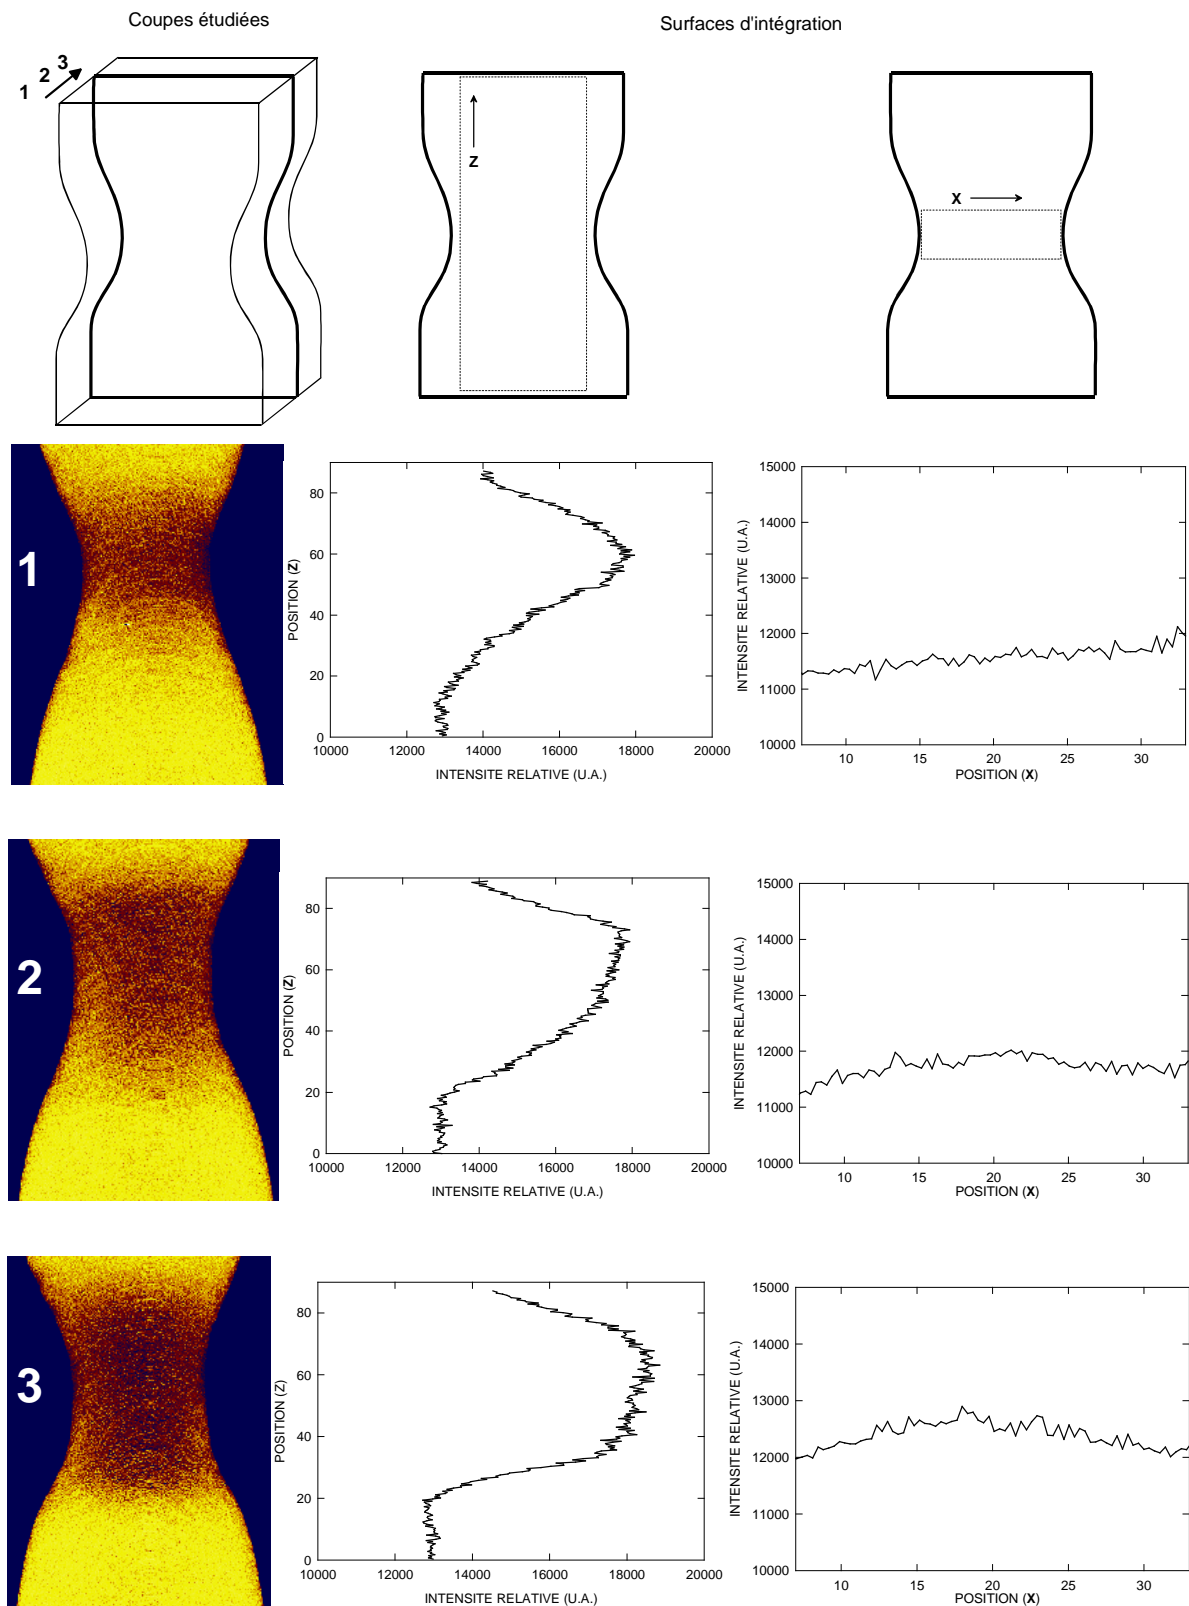 Coupes étudiées
Surfaces d'intégration
1 2 3
Z
X
1
80
60
40
20
0
POSITION (Z)
10000 12000 14000 16000 18000 20000
INTENSITE RELATIVE (U.A.)
15000
14000
13000
12000
11000
10000
INTENSITE RELATIVE (U.A.)
10 15 20 25 30
POSITION (X)
2
80
60
40
20
0
POSITION (Z)
10000 12000 14000 16000 18000 20000
INTENSITE RELATIVE (U.A.)
15000
14000
13000
12000
11000
10000
INTENSITE RELATIVE (U.A.)
10 15 20 25 30
POSITION (X)
3
80
60
40
20
0
POSITION (Z)
10000 12000 14000 16000 18000 20000
INTENSITE RELATIVE (U.A.)
15000
14000
13000
12000
11000
10000
INTENSITE RELATIVE (U.A.)
10 15 20 25 30
POSITION (X)